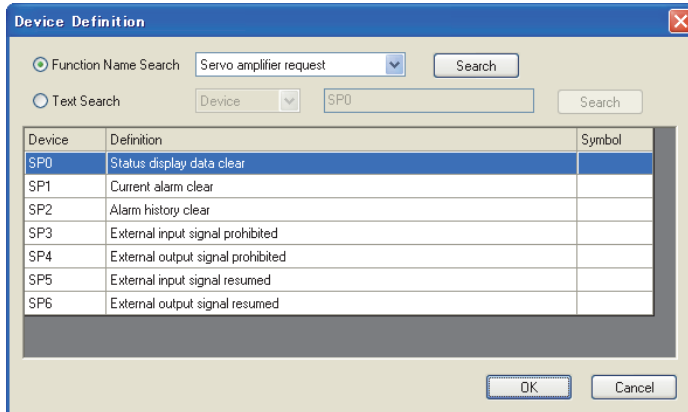 Device Definition
Function Name Search Servo amplifier request Search
Text Search Device SP0 Search
Device Definition Symbol
SP0 Status display data clear
SP1 Current alarm clear
SP2 Alarm history clear
SP3 External input signal prohibited
SP4 External output signal prohibited
SP5 External input signal resumed
SP6 External output signal resumed
OK Cancel